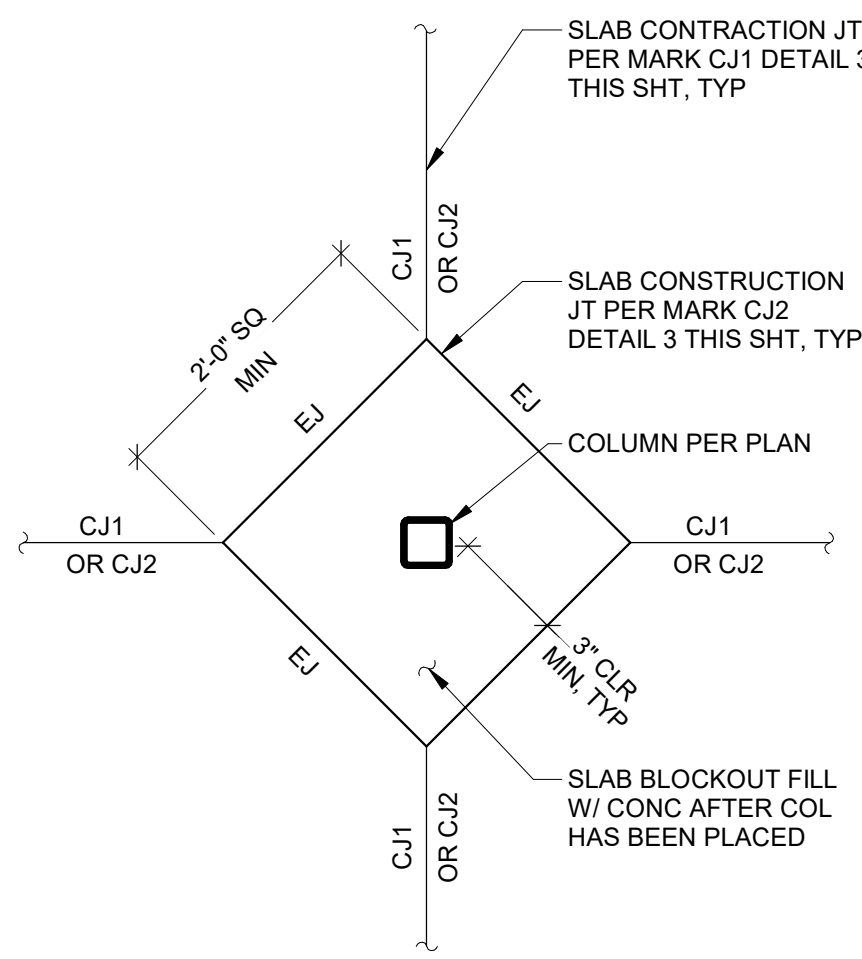 SLAB CONTRACTION JT
PER MARK CJ1 DETAIL 3
THIS SHT, TYP
CJ1
OR CJ2
2'-0" SQ
MIN
SLAB CONSTRUCTION
JT PER MARK CJ2
DETAIL 3 THIS SHT, TYP
EJ
EJ
COLUMN PER PLAN
CJ1
OR CJ2
CJ1
OR CJ2
EJ
3" CLR
MIN, TYP
SLAB BLOCKOUT FILL
W/ CONC AFTER COL
HAS BEEN PLACED
CJ1
OR CJ2